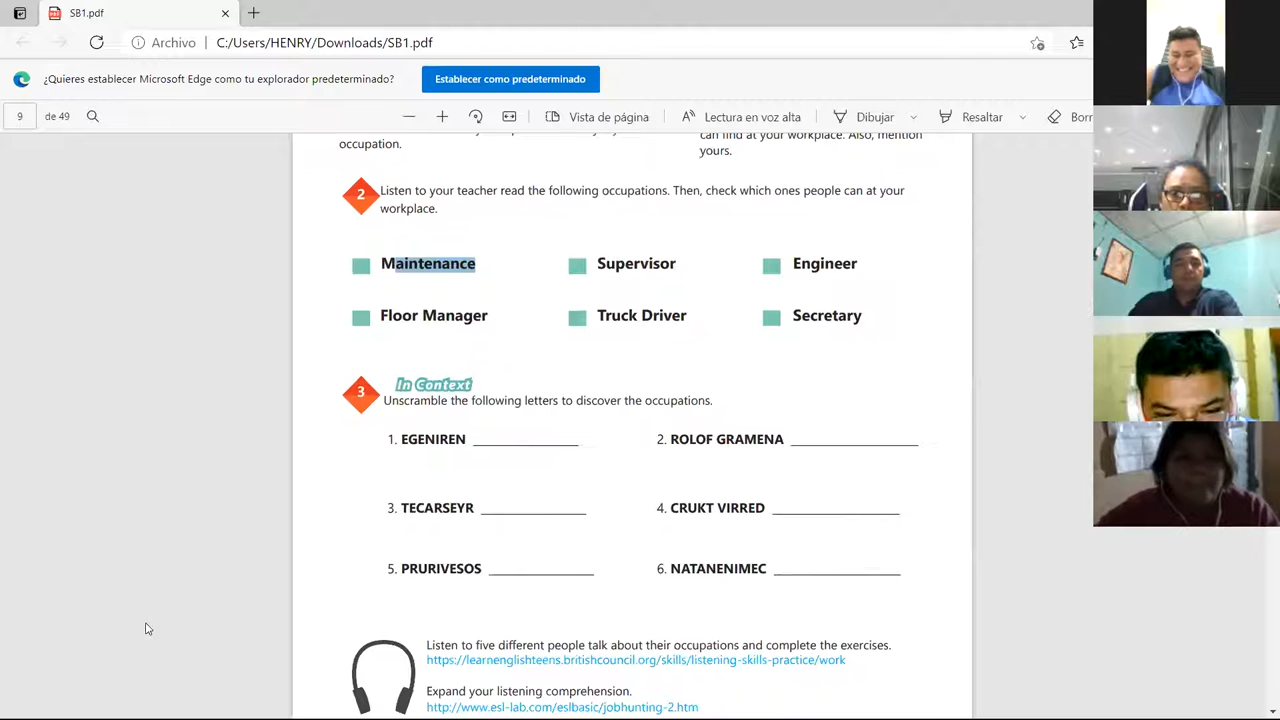 SB1.pdf
Archivo
C:/Users/HENRY/Downloads/SB1.pdf
¿Quieres establecer Microsoft Edge como tu explorador predeterminado?
Establecer como predeterminado
9 de 49
Vista de página
Lectura en voz alta
Dibujar
Resaltar
Borr
occupation.
can find at your workplace. Also, mention
yours.
2
Listen to your teacher read the following occupations. Then, check which ones people can at your
workplace.
Maintenance
Supervisor
Engineer
Floor Manager
Truck Driver
Secretary
3
In Context
Unscramble the following letters to discover the occupations.
1. EGENIREN
2. ROLOF GRAMENA
3. TECARSEYR
4. CRUKT VIRRED
5. PRURIVESOS
6. NATANENIMEC
Listen to five different people talk about their occupations and complete the exercises.
https://learnenglishteens.britishcouncil.org/skills/listening-skills-practice/work
Expand your listening comprehension.
http://www.esl-lab.com/eslbasic/jobhunting-2.htm